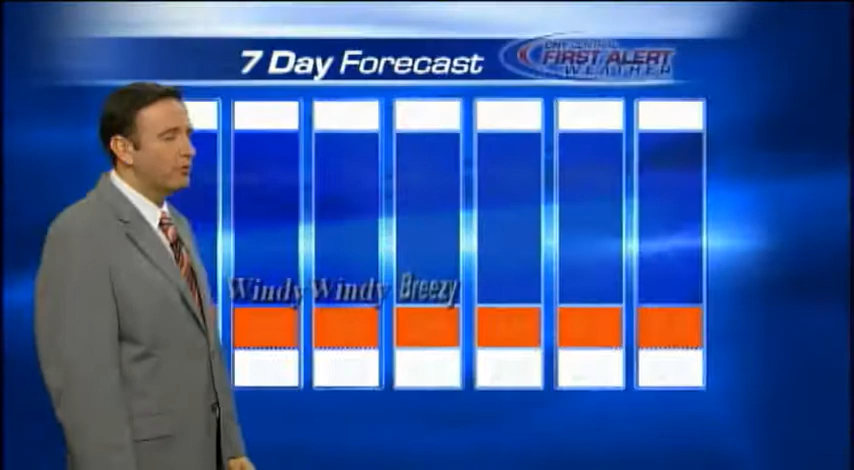 7 Day Forecast
FIRST ALERT
WEATHER
Windy Windy Breezy